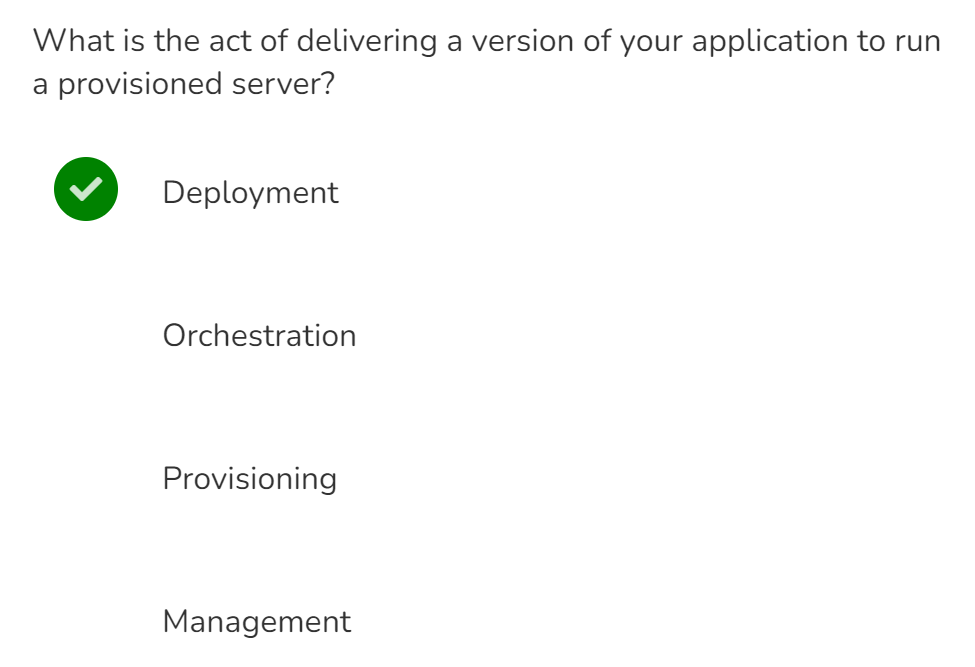 What is the act of delivering a version of your application to run
a provisioned server?
Deployment
Orchestration
Provisioning
Management